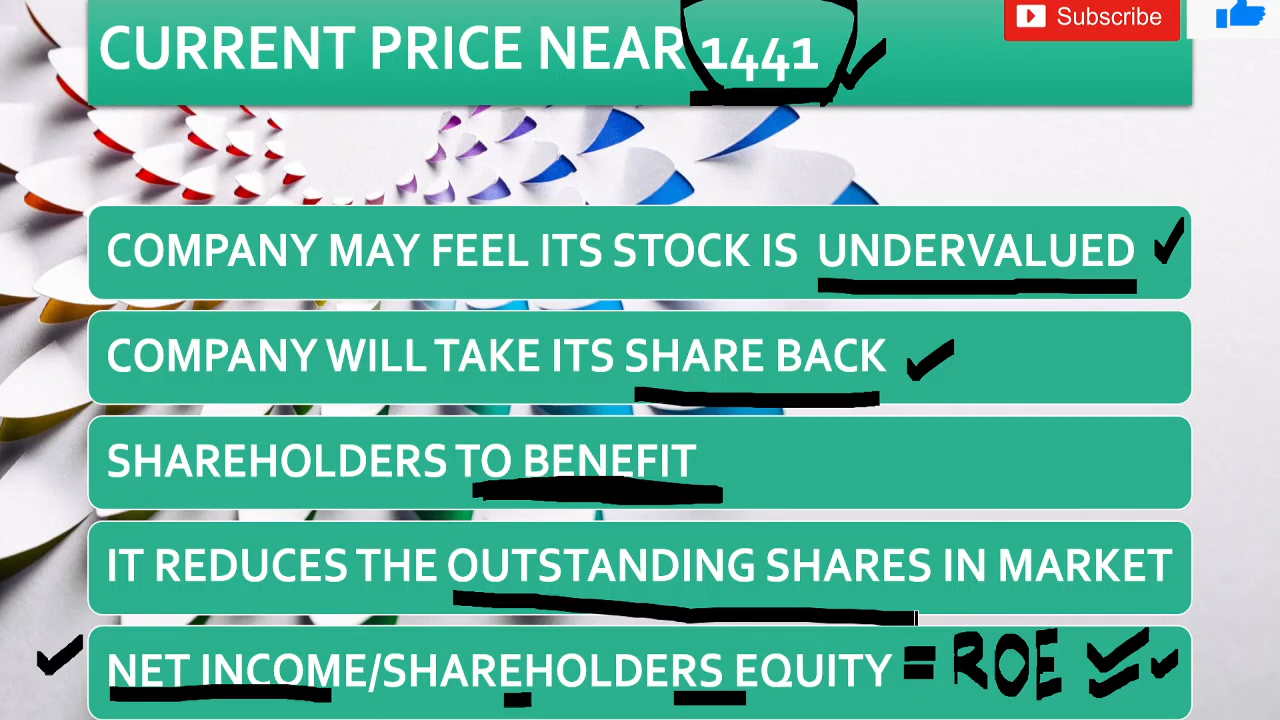 Subscribe
CURRENT PRICE NEAR 1441
COMPANY MAY FEEL ITS STOCK IS UNDERVALUED
COMPANY WILL TAKE ITS SHARE BACK
SHAREHOLDERS TO BENEFIT
IT REDUCES THE OUTSTANDING SHARES IN MARKET
NET INCOME/SHAREHOLDERS EQUITY = ROE